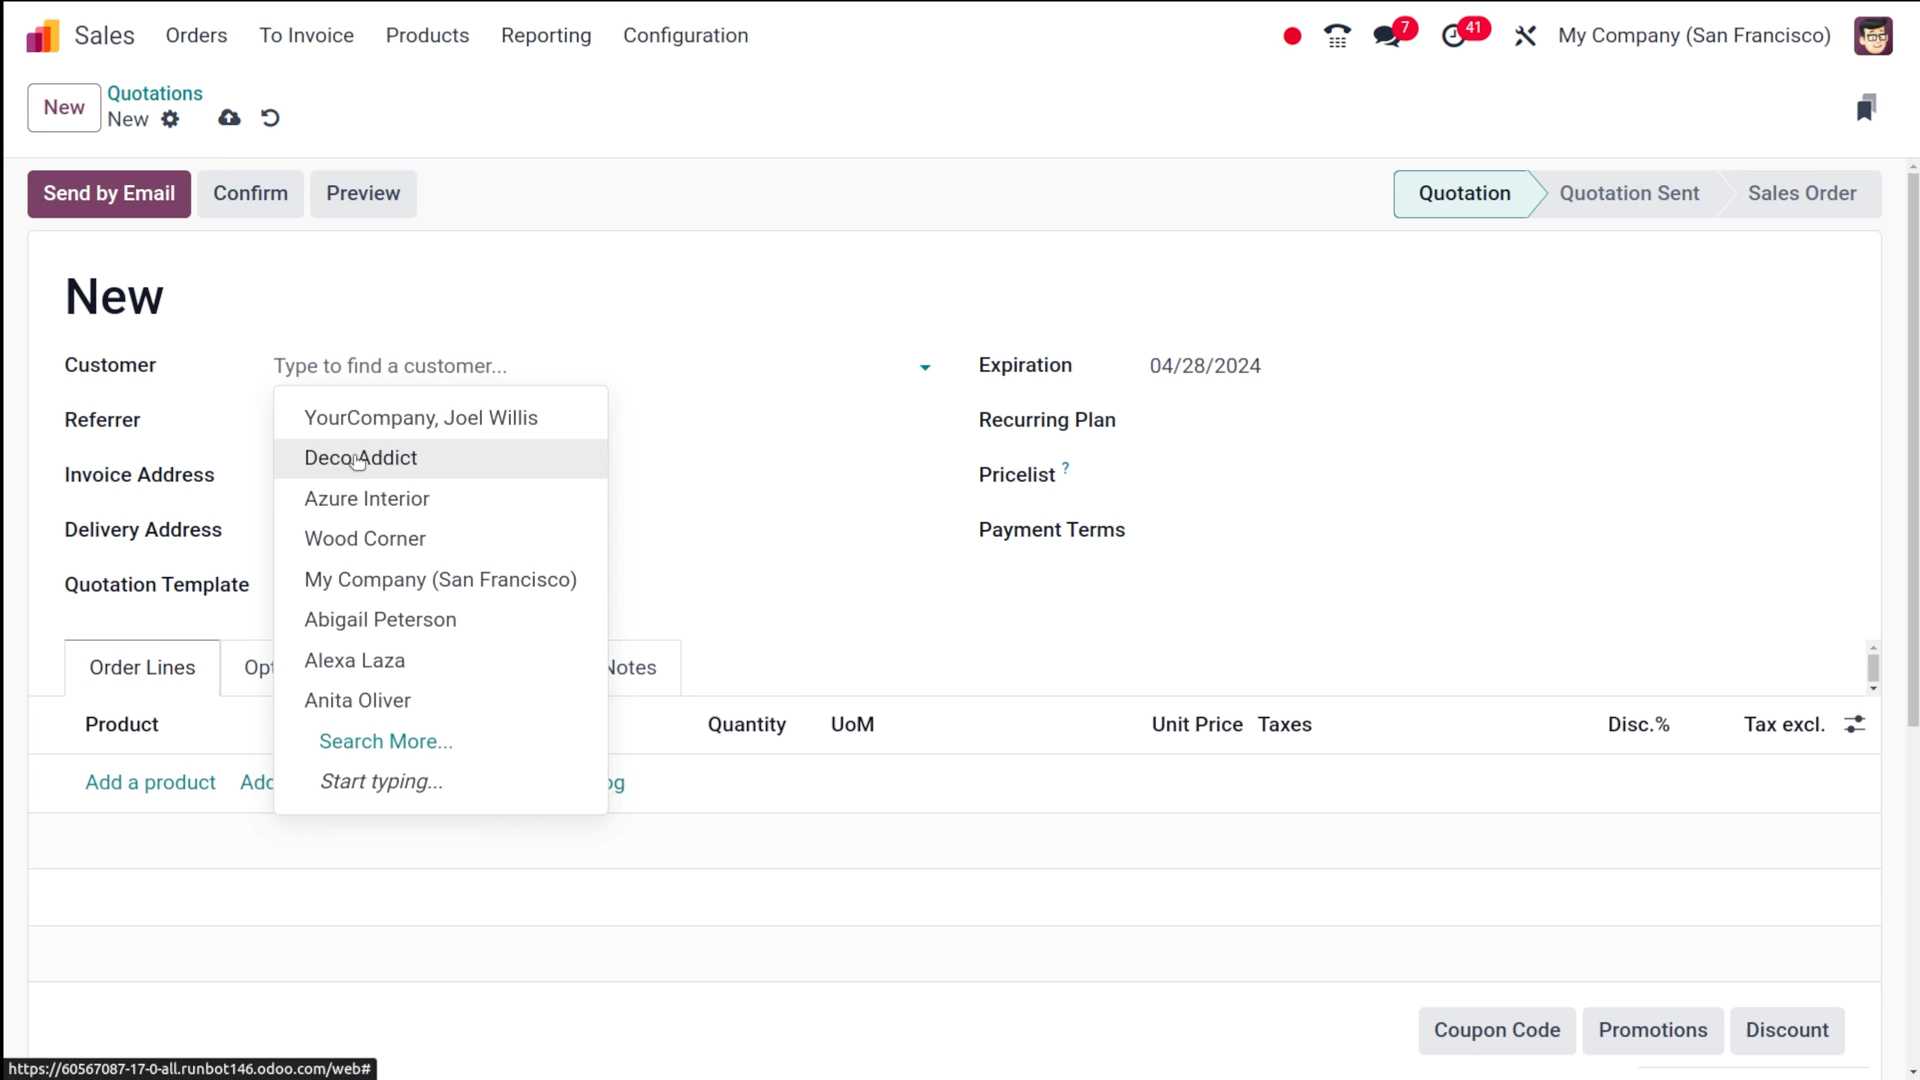 Sales Orders To Invoice Products Reporting Configuration 7 41 My Company (San Francisco)
New Quotations
New
Send by Email Confirm Preview Quotation Quotation Sent Sales Order
New
Customer Type to find a customer... Expiration 04/28/2024
YourCompany, Joel Willis
Referrer Recurring Plan
Deco Addict
Invoice Address Pricelist ?
Azure Interior
Delivery Address Wood Corner Payment Terms
My Company (San Francisco)
Quotation Template
Abigail Peterson
Alexa Laza
Order Lines Opt Notes
Anita Oliver
Product Quantity UoM Unit Price Taxes Disc.% Tax excl.
Search More...
Add a product Add og
Start typing...
Coupon Code Promotions Discount
https://60567087-17-0-all.runbot146.odoo.com/web#